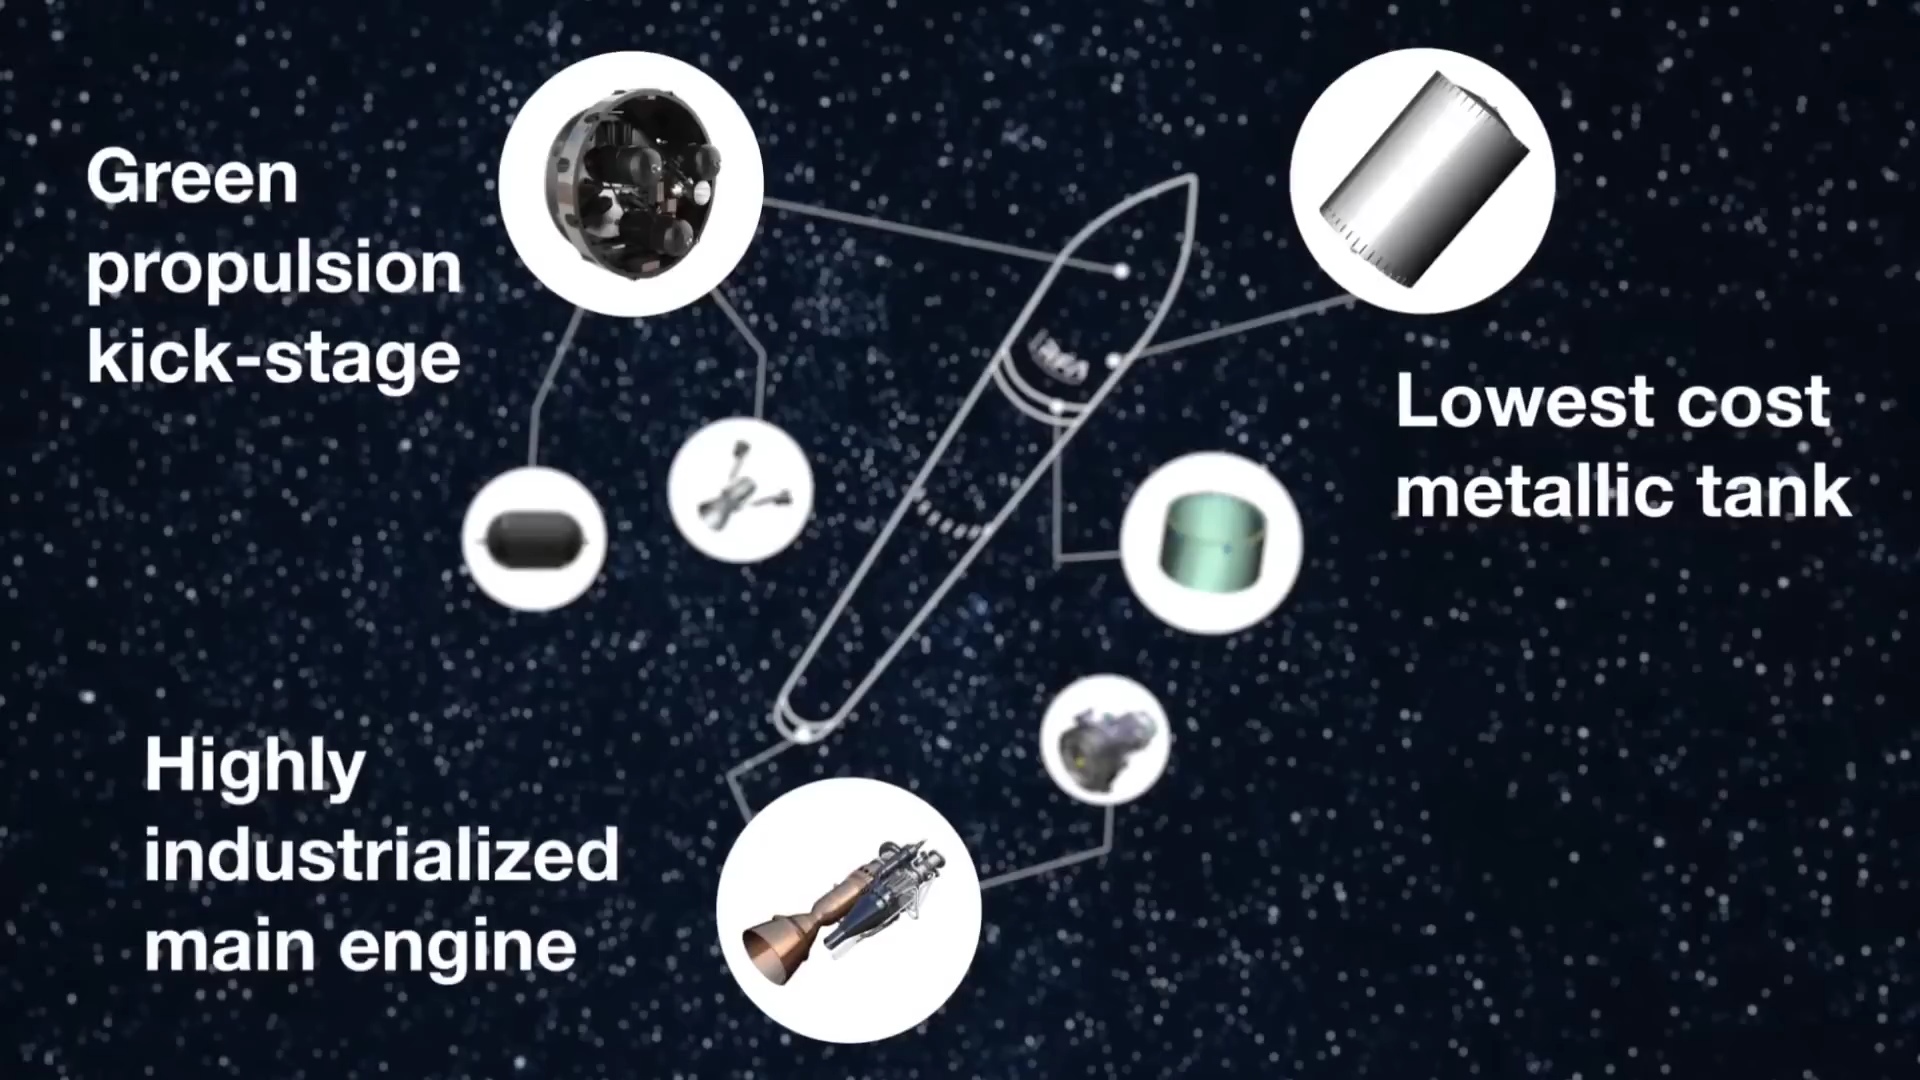 Green
propulsion
kick-stage
Lowest cost
metallic tank
Highly
industrialized
main engine